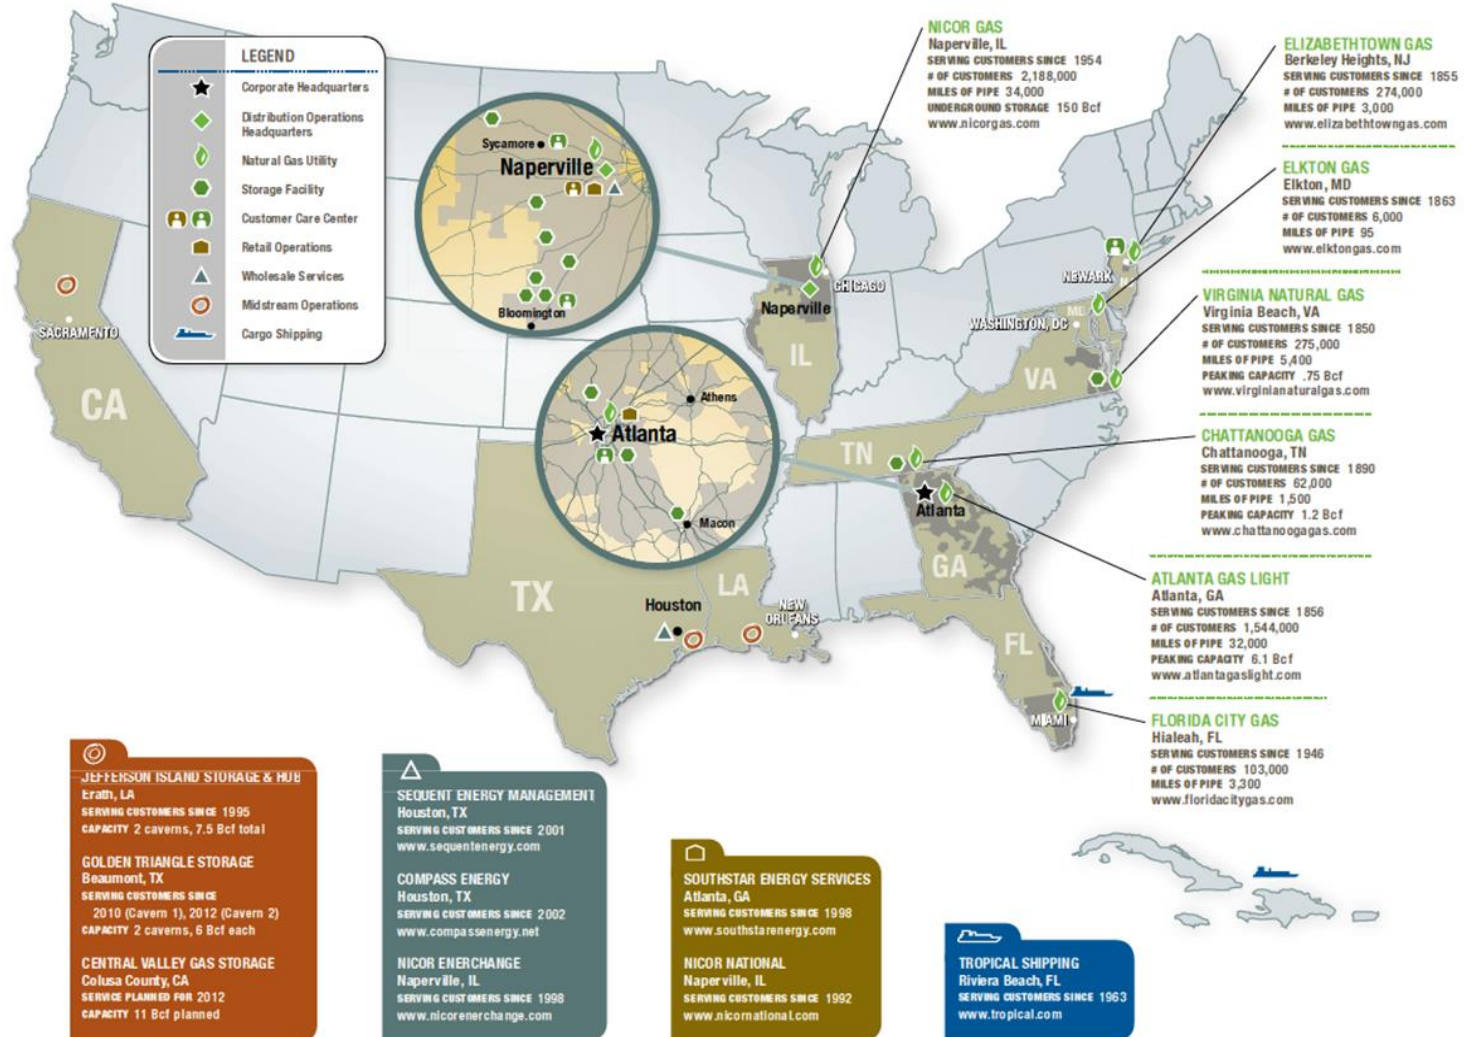 LEGEND
Corporate Headquarters
Distribution Operations
Headquarters
Natural Gas Utility
Storage Facility
Customer Care Center
Retail Operations
Wholesale Services
Midstream Operations
Cargo Shipping
SACRAMENTO
CA
Sycamore
Naperville
Bloomington
Athens
Atlanta
Macon
CHICAGO
Naperville
IL
NEWARK
NJ
WASHINGTON, DC
MD
VA
TN
Atlanta
GA
TX
Houston
LA
NEW
ORLEANS
FL
MIAMI
NICOR GAS
Naperville, IL
SERVING CUSTOMERS SINCE 1954
# OF CUSTOMERS 2,188,000
MILES OF PIPE 34,000
UNDERGROUND STORAGE 150 Bcf
www.nicorgas.com
ELIZABETHTOWN GAS
Berkeley Heights, NJ
SERVING CUSTOMERS SINCE 1855
# OF CUSTOMERS 274,000
MILES OF PIPE 3,000
www.elizabethtowngas.com
ELKTON GAS
Elkton, MD
SERVING CUSTOMERS SINCE 1863
# OF CUSTOMERS 6,000
MILES OF PIPE 95
www.elktongas.com
VIRGINIA NATURAL GAS
Virginia Beach, VA
SERVING CUSTOMERS SINCE 1850
# OF CUSTOMERS 275,000
MILES OF PIPE 5,400
PEAKING CAPACITY .75 Bcf
www.virginianaturalgas.com
CHATTANOOGA GAS
Chattanooga, TN
SERVING CUSTOMERS SINCE 1890
# OF CUSTOMERS 62,000
MILES OF PIPE 1,500
PEAKING CAPACITY 1.2 Bcf
www.chattanoogagas.com
ATLANTA GAS LIGHT
Atlanta, GA
SERVING CUSTOMERS SINCE 1856
# OF CUSTOMERS 1,544,000
MILES OF PIPE 32,000
PEAKING CAPACITY 6.1 Bcf
www.atlantagaslight.com
FLORIDA CITY GAS
Hialeah, FL
SERVING CUSTOMERS SINCE 1946
# OF CUSTOMERS 103,000
MILES OF PIPE 3,300
www.floridacitygas.com
JEFFERSON ISLAND STORAGE & HUB
Erath, LA
SERVING CUSTOMERS SINCE 1995
CAPACITY 2 caverns, 7.5 Bcf total
GOLDEN TRIANGLE STORAGE
Beaumont, TX
SERVING CUSTOMERS SINCE
2010 (Cavern 1), 2012 (Cavern 2)
CAPACITY 2 caverns, 6 Bcf each
CENTRAL VALLEY GAS STORAGE
Colusa County, CA
SERVICE PLANNED FOR 2012
CAPACITY 11 Bcf planned
SEQUENT ENERGY MANAGEMENT
Houston, TX
SERVING CUSTOMERS SINCE 2001
www.sequentenergy.com
COMPASS ENERGY
Houston, TX
SERVING CUSTOMERS SINCE 2002
www.compassenergy.net
NICOR ENERCHANGE
Naperville, IL
SERVING CUSTOMERS SINCE 1998
www.nicorenerchange.com
SOUTHSTAR ENERGY SERVICES
Atlanta, GA
SERVING CUSTOMERS SINCE 1998
www.southstarenergy.com
NICOR NATIONAL
Naperville, IL
SERVING CUSTOMERS SINCE 1992
www.nicornational.com
TROPICAL SHIPPING
Riviera Beach, FL
SERVING CUSTOMERS SINCE 1963
www.tropical.com